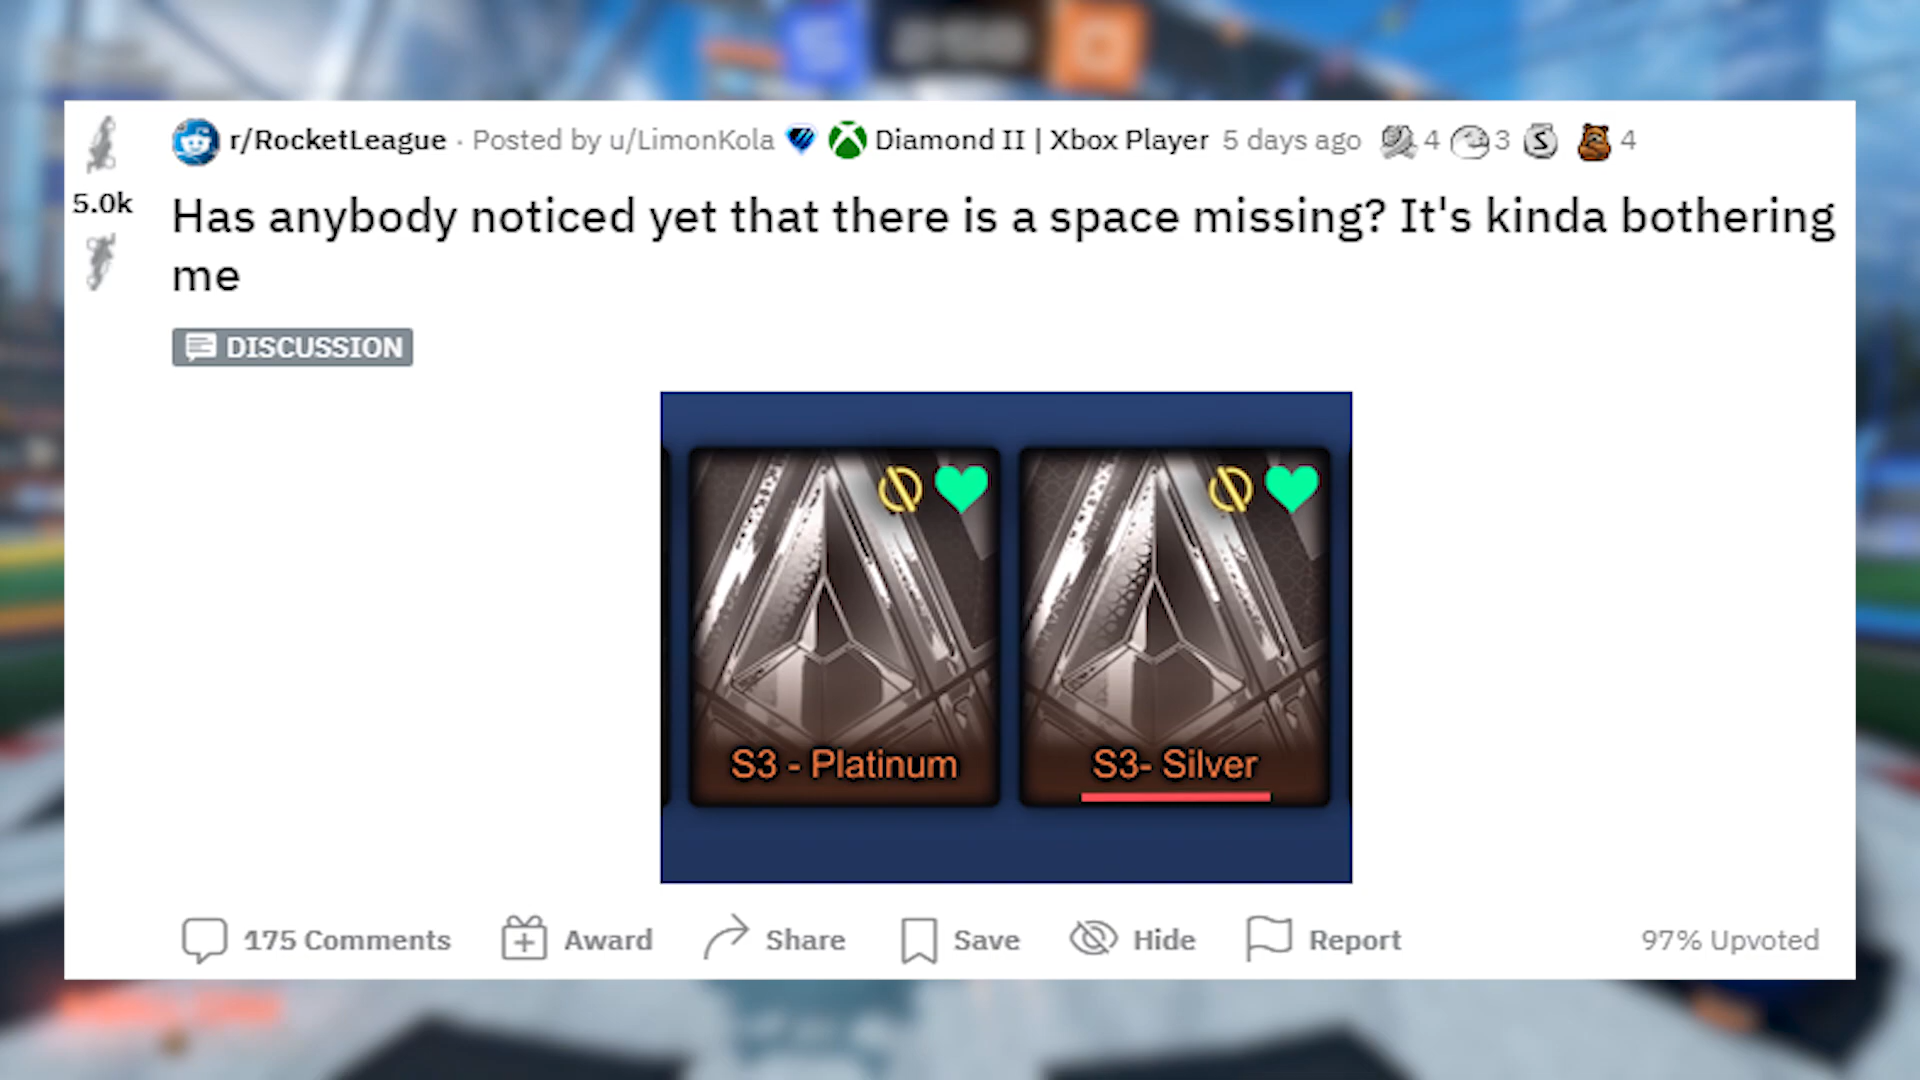 r/RocketLeague · Posted by u/LimonKola Diamond II | Xbox Player 5 days ago 4 3 S 4
5.0k
Has anybody noticed yet that there is a space missing? It's kinda bothering
me
DISCUSSION
S3 - Platinum
S3- Silver
175 Comments Award Share Save Hide Report 97% Upvoted